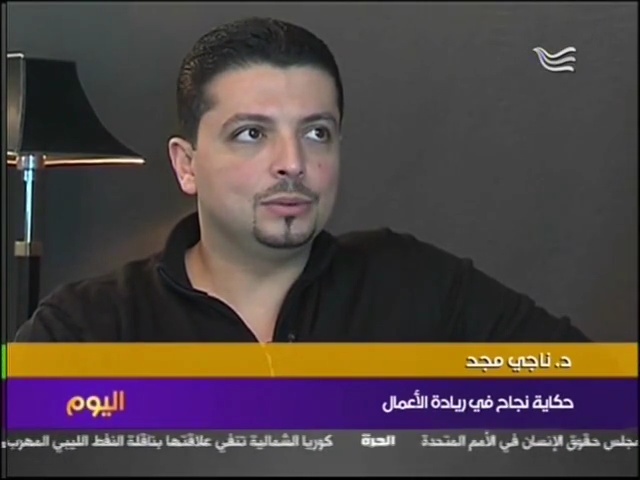 د. ناجي مجد
حكاية نجاح في ريادة الأعمال
اليوم
مجلس حقوق الإنسان في الأمم المتحدة الحرة كوريا الشمالية تنفي علاقتها بناقلة النفط الليبي المهرب